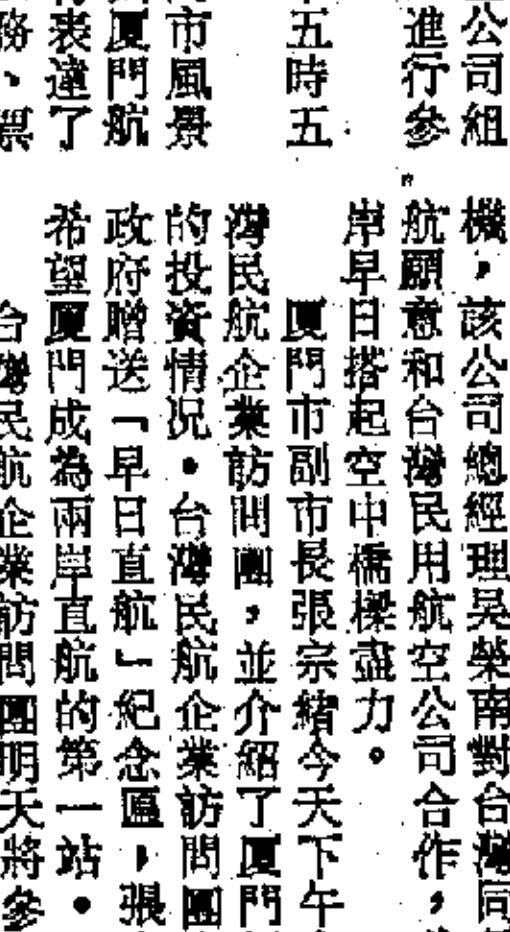 公司組
進行參
五時五
市風景
廈門航
表達了
務、票
機，該公司總經理吳榮南對台灣同
航願意和台灣民用航空公司合作，
岸早日搭起空中橋樑盡力。
廈門市副市長張宗緒今天下午
灣民航企業訪問團，並介紹了廈門
的投資情況。台灣民航企業訪問團
政府贈送「早日直航」紀念匾，張
希望廈門成為兩岸直航的第一站。
台灣民航企業訪問團明天將參